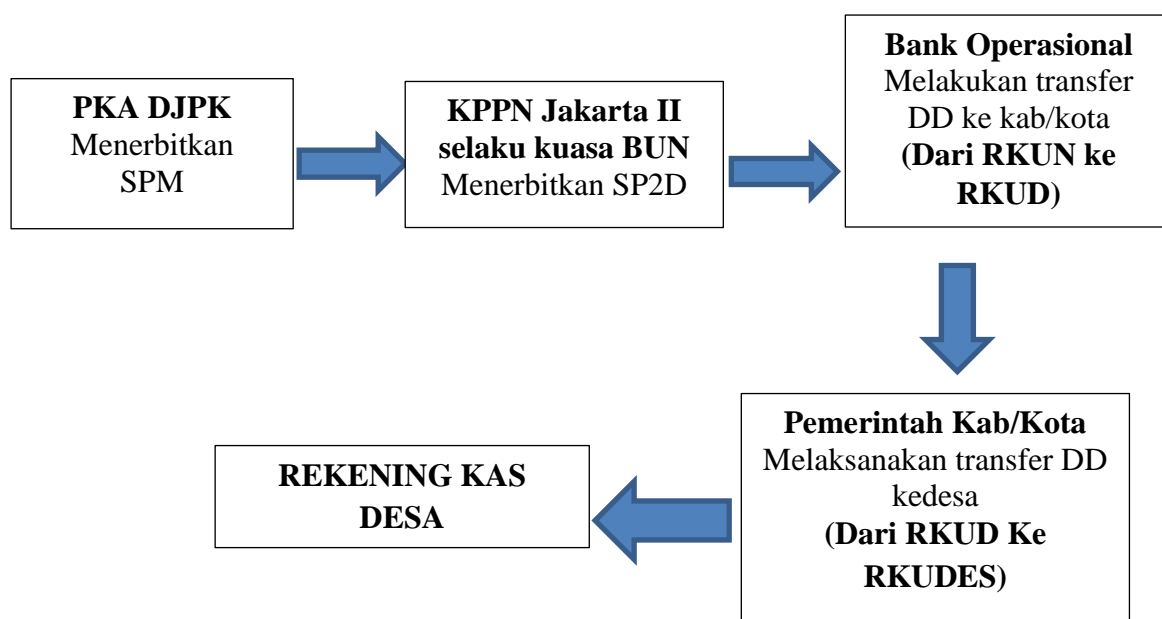 PKA DJPK
Menerbitkan
SPM
KPPN Jakarta II
selaku kuasa BUN
Menerbitkan SP2D
Bank Operasional
Melakukan transfer
DD ke kab/kota
(Dari RKUN ke
RKUD)
Pemerintah Kab/Kota
Melaksanakan transfer DD
kedesa
(Dari RKUD Ke
RKUDES)
REKENING KAS
DESA